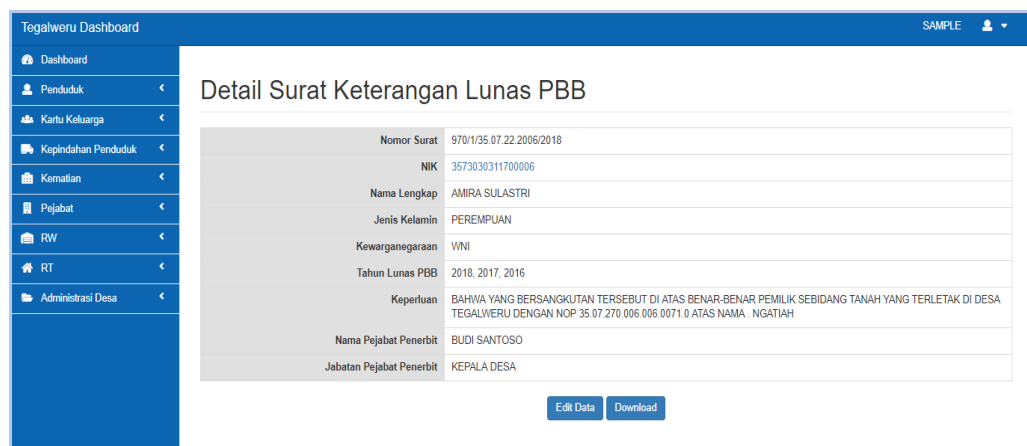 Tegalweru Dashboard
SAMPLE
Dashboard
Penduduk
Kartu Keluarga
Kepindahan Penduduk
Kematian
Pejabat
RW
RT
Administrasi Desa
Detail Surat Keterangan Lunas PBB
Nomor Surat 970/1/35.07.22.2006/2018
NIK 3573030311700006
Nama Lengkap AMIRA SULASTRI
Jenis Kelamin PEREMPUAN
Kewarganegaraan WNI
Tahun Lunas PBB 2018, 2017, 2016
Keperluan BAHWA YANG BERSANGKUTAN TERSEBUT DI ATAS BENAR-BENAR PEMILIK SEBIDANG TANAH YANG TERLETAK DI DESA
TEGALWERU DENGAN NOP 35.07.270.006.006.0071.0 ATAS NAMA . NGATIAH
Nama Pejabat Penerbit BUDI SANTOSO
Jabatan Pejabat Penerbit KEPALA DESA
Edit Data Download